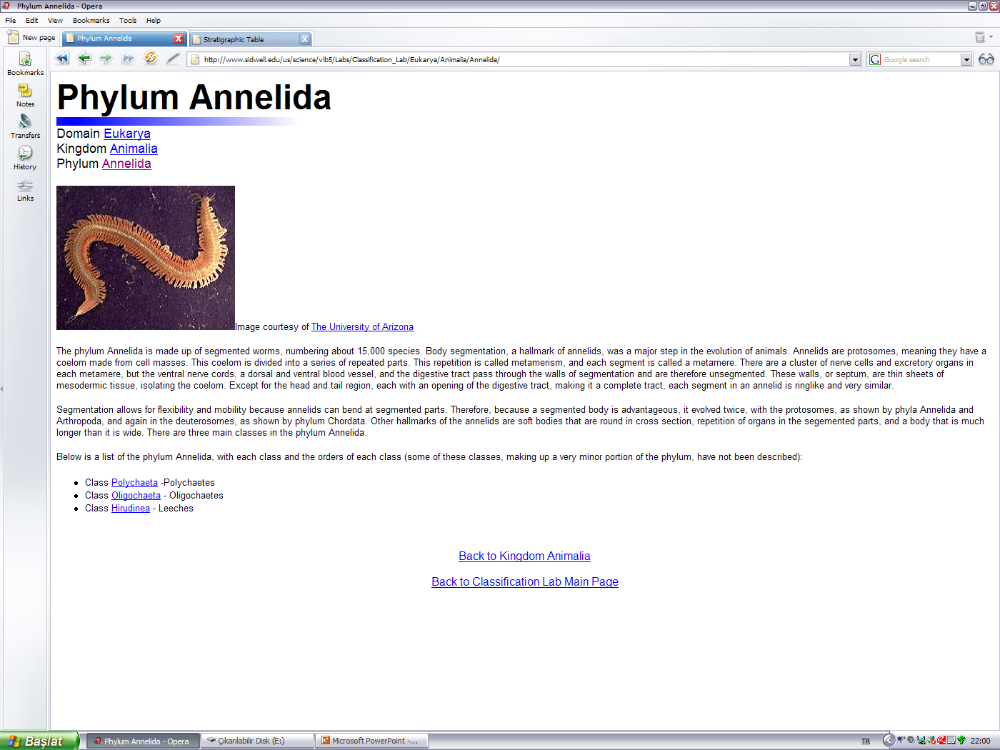 Phylum Annelida - Opera
File Edit View Bookmarks Tools Help
New page
Phylum Annelida
Stratigraphic Table
http://www.sidwell.edu/us/science/vlb5/Labs/Classification_Lab/Eukarya/Animalia/Annelida/
Google search
Bookmarks
Notes
Transfers
History
Links
Phylum Annelida
Domain Eukarya
Kingdom Animalia
Phylum Annelida
Image courtesy of The University of Arizona
The phylum Annelida is made up of segmented worms, numbering about 15,000 species. Body segmentation, a hallmark of annelids, was a major step in the evolution of animals. Annelids are protosomes, meaning they have a
coelom made from cell masses. This coelom is divided into a series of repeated parts. This repetition is called metamerism, and each segment is called a metamere. There are a cluster of nerve cells and excretory organs in
each metamere, but the ventral nerve cords, a dorsal and ventral blood vessel, and the digestive tract pass through the walls of segmentation and are therefore unsegmented. These walls, or septum, are thin sheets of
mesodermic tissue, isolating the coelom. Except for the head and tail region, each with an opening of the digestive tract, making it a complete tract, each segment in an annelid is ringlike and very similar.
Segmentation allows for flexibility and mobility because annelids can bend at segmented parts. Therefore, because a segmented body is advantageous, it evolved twice, with the protosomes, as shown by phyla Annelida and
Arthropoda, and again in the deuterosomes, as shown by phylum Chordata. Other hallmarks of the annelids are soft bodies that are round in cross section, repetition of organs in the segemented parts, and a body that is much
longer than it is wide. There are three main classes in the phylum Annelida.
Below is a list of the phylum Annelida, with each class and the orders of each class (some of these classes, making up a very minor portion of the phylum, have not been described):
Class Polychaeta -Polychaetes
Class Oligochaeta - Oligochaetes
Class Hirudinea - Leeches
Back to Kingdom Animalia
Back to Classification Lab Main Page
Başlat
Phylum Annelida - Opera
Çıkarılabilir Disk (E:)
Microsoft PowerPoint -...
TR
22:00